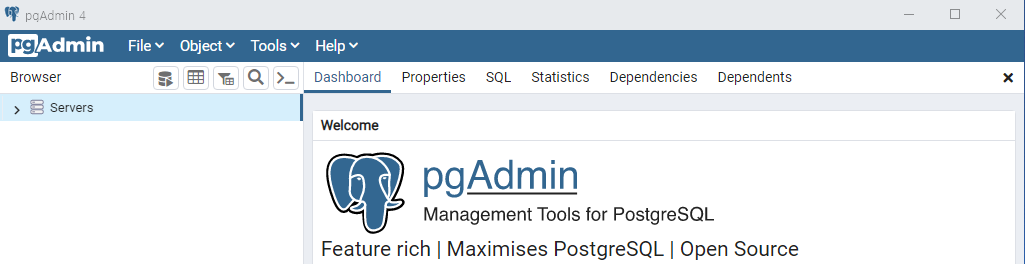 pgAdmin 4
pgAdmin File Object Tools Help
Browser Dashboard Properties SQL Statistics Dependencies Dependents
Servers
Welcome
pgAdmin
Management Tools for PostgreSQL
Feature rich | Maximises PostgreSQL | Open Source